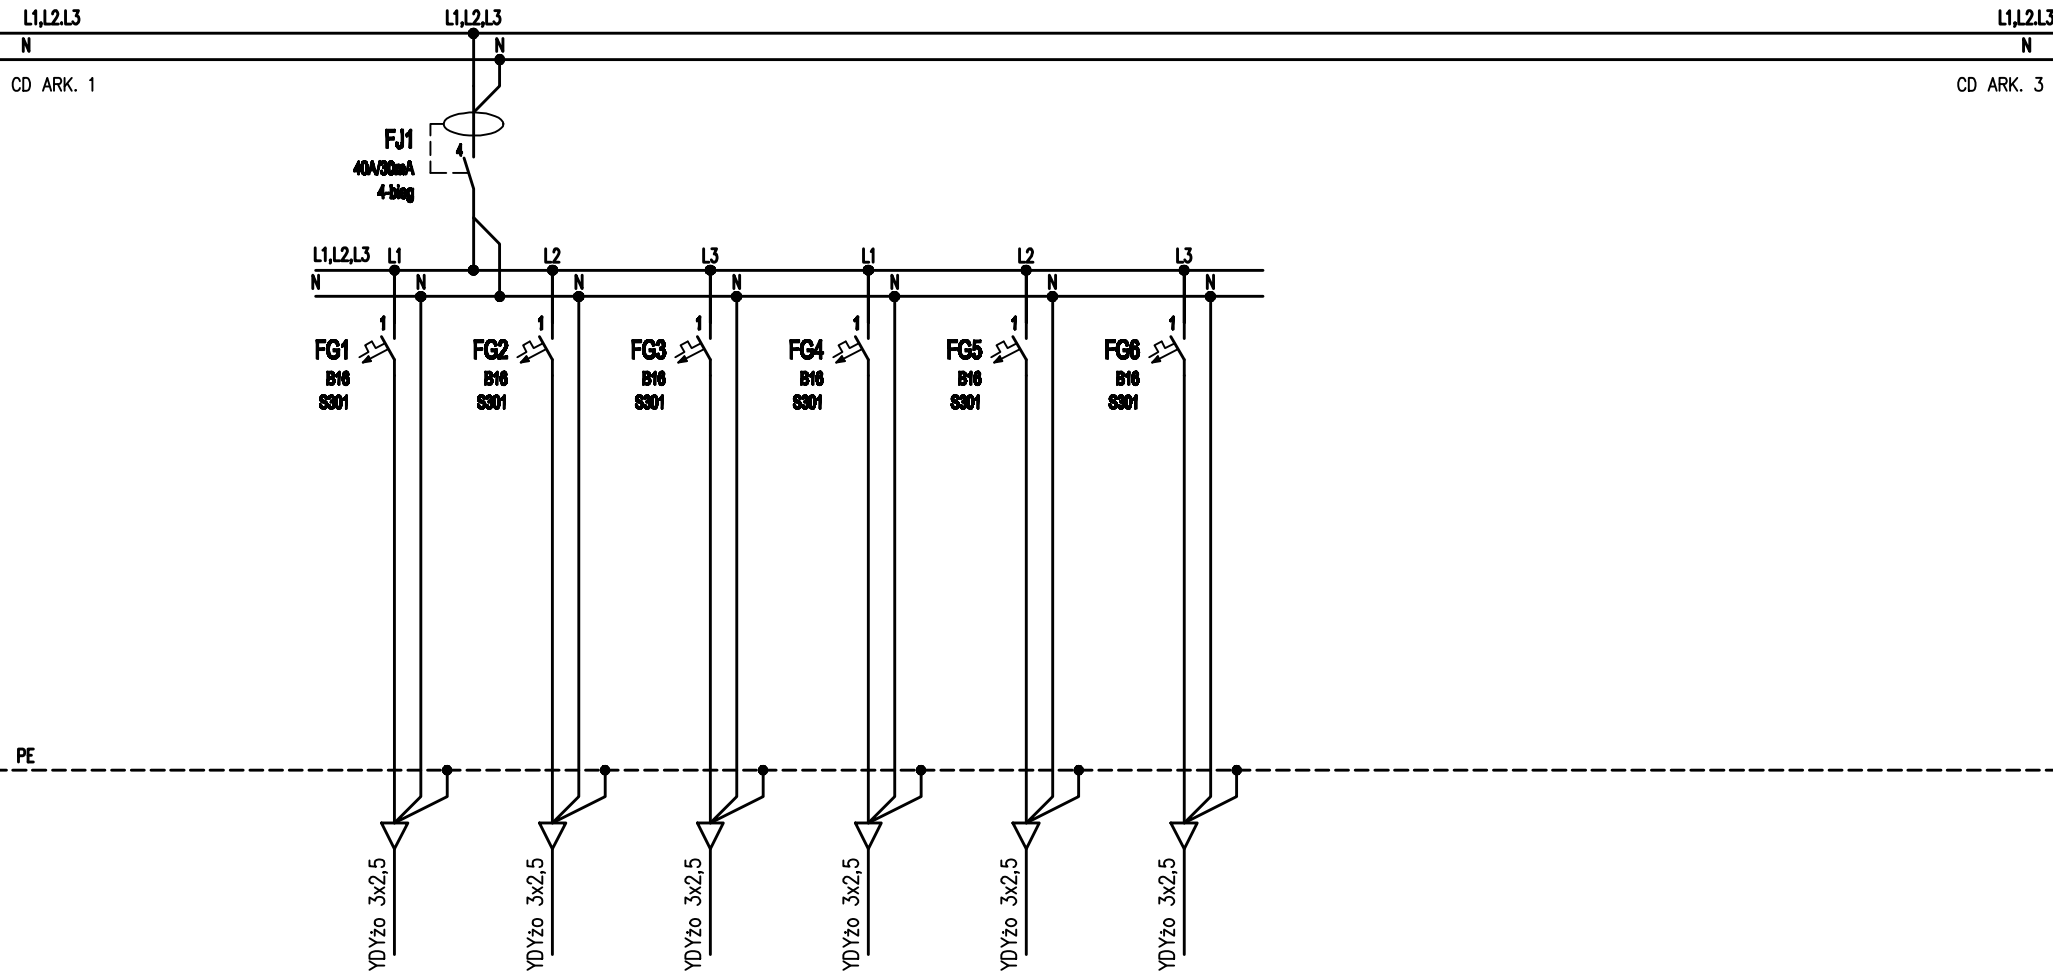 L1,L2.L3 L1,L2,L3 L1,L2.L3
N N N
CD ARK. 1 CD ARK. 3
FJ1
4
40A/30mA
4-bieg
L1,L2,L3 L1 L2 L3 L1 L2 L3
N N N N N N N
1 1 1 1 1 1
FG1 FG2 FG3 FG4 FG5 FG6
B16 B16 B16 B16 B16 B16
S301 S301 S301 S301 S301 S301
PE
YDYżo 3x2,5
YDYżo 3x2,5
YDYżo 3x2,5
YDYżo 3x2,5
YDYżo 3x2,5
YDYżo 3x2,5